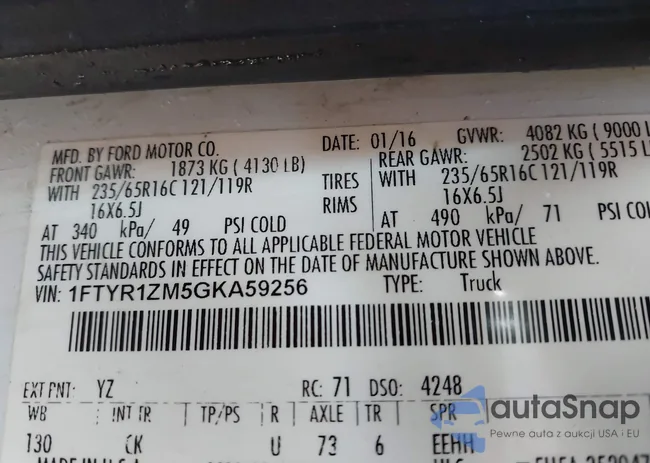 MFD. BY FORD MOTOR CO. DATE: 01/16 GVWR: 4082 KG ( 9000 L
FRONT GAWR: 1873 KG ( 4130 LB) REAR GAWR: 2502 KG ( 5515 L
WITH 235/65R16C 121/119R TIRES WITH 235/65R16C 121/119R
16X6.5J RIMS 16X6.5J
AT 340 kPa/ 49 PSI COLD AT 490 kPa/ 71 PSI COL
THIS VEHICLE CONFORMS TO ALL APPLICABLE FEDERAL MOTOR VEHICLE
SAFETY STANDARDS IN EFFECT ON THE DATE OF MANUFACTURE SHOWN ABOVE.
VIN: 1FTYR1ZM5GKA59256 TYPE: Truck
EXT PNT: YZ RC: 71 DSO: 4248
WB INT TR TP/PS R AXLE TR SPR
130 CK U 73 6 EEHH
autaSnap
Pewne auta z aukcji USA i EU